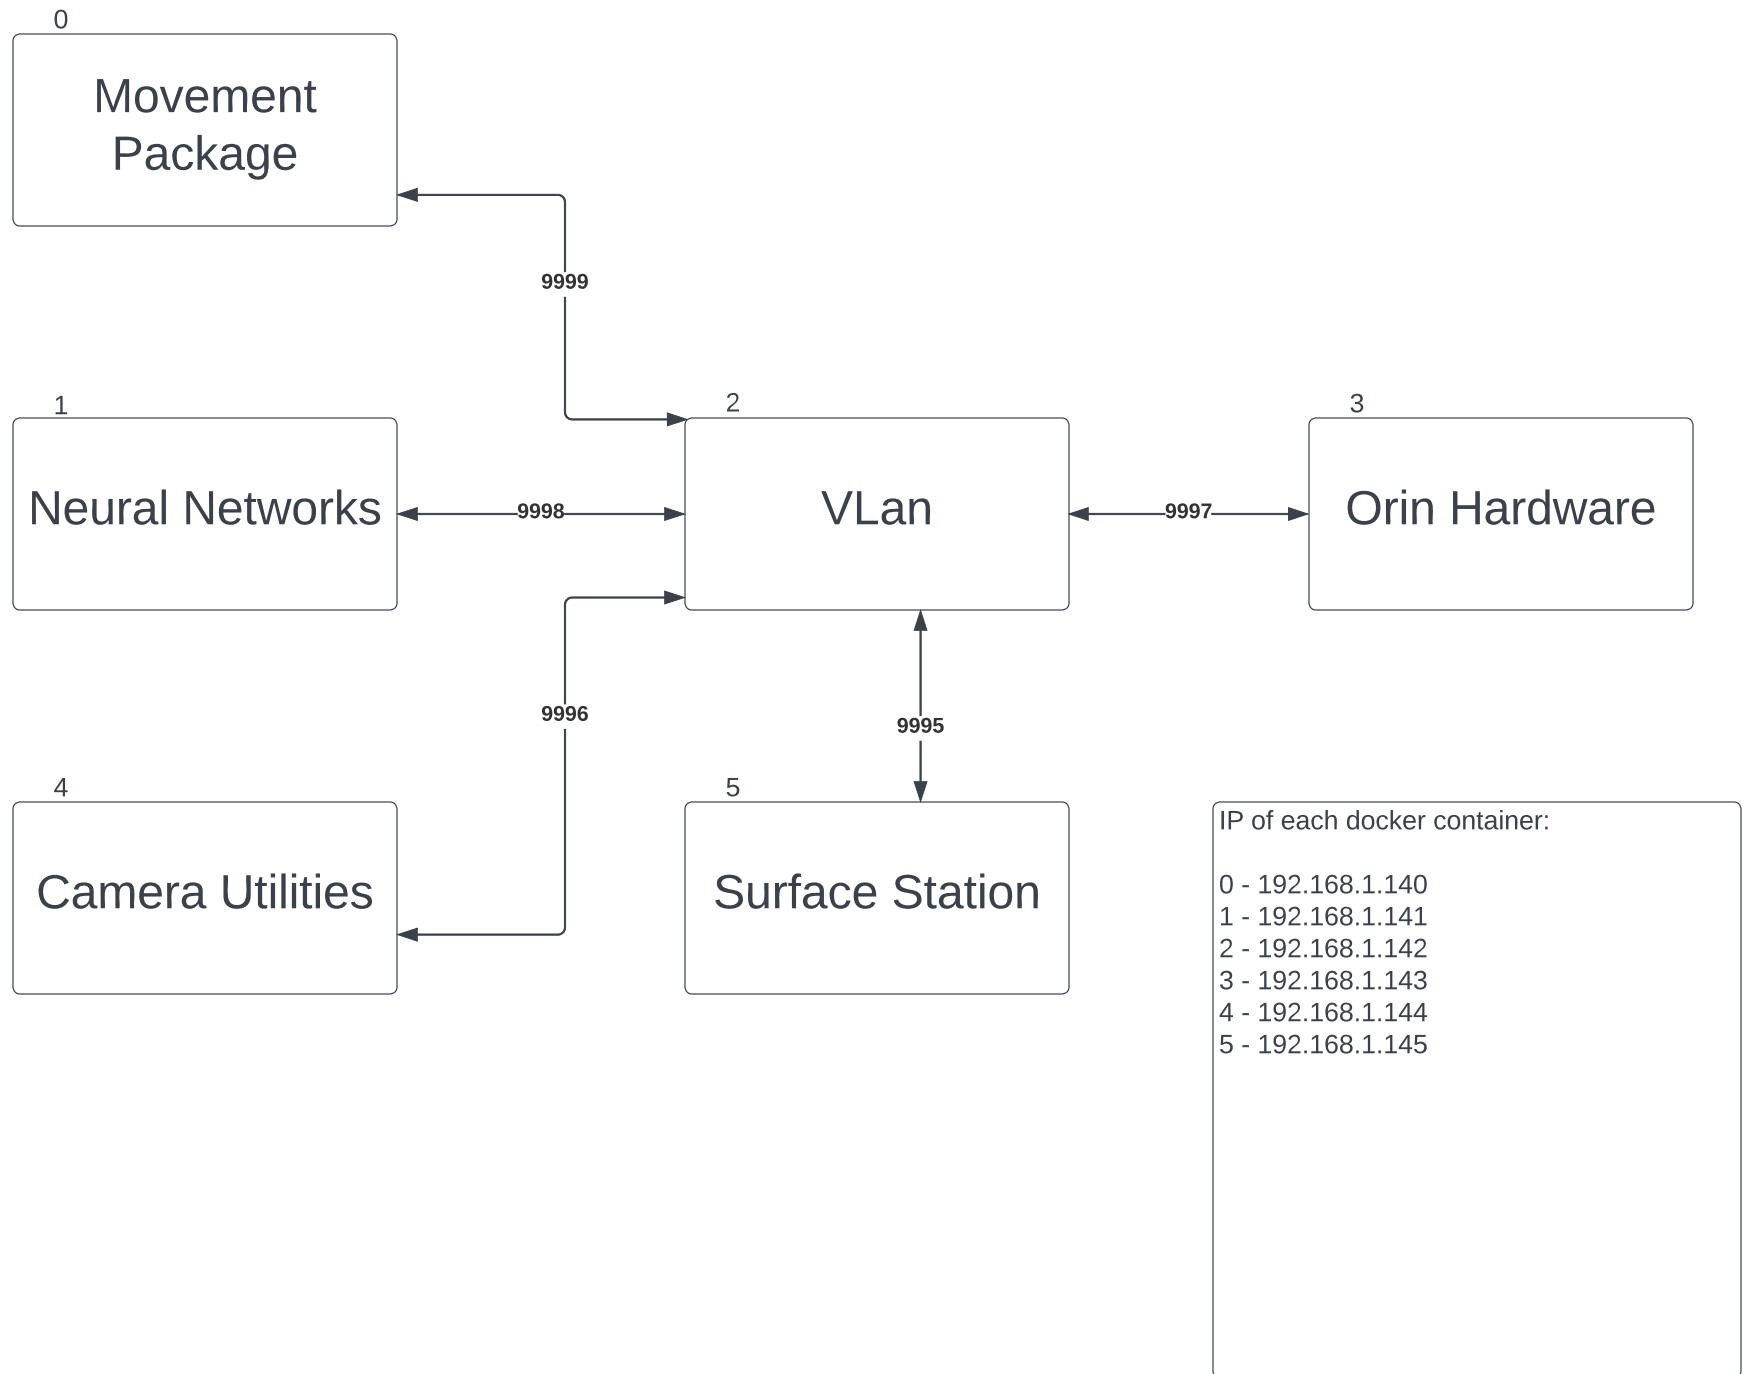 0
Movement
Package
9999
1
Neural Networks
9998
2
VLan
9997
3
Orin Hardware
9996
9995
4
Camera Utilities
5
Surface Station
IP of each docker container:
0 - 192.168.1.140
1 - 192.168.1.141
2 - 192.168.1.142
3 - 192.168.1.143
4 - 192.168.1.144
5 - 192.168.1.145